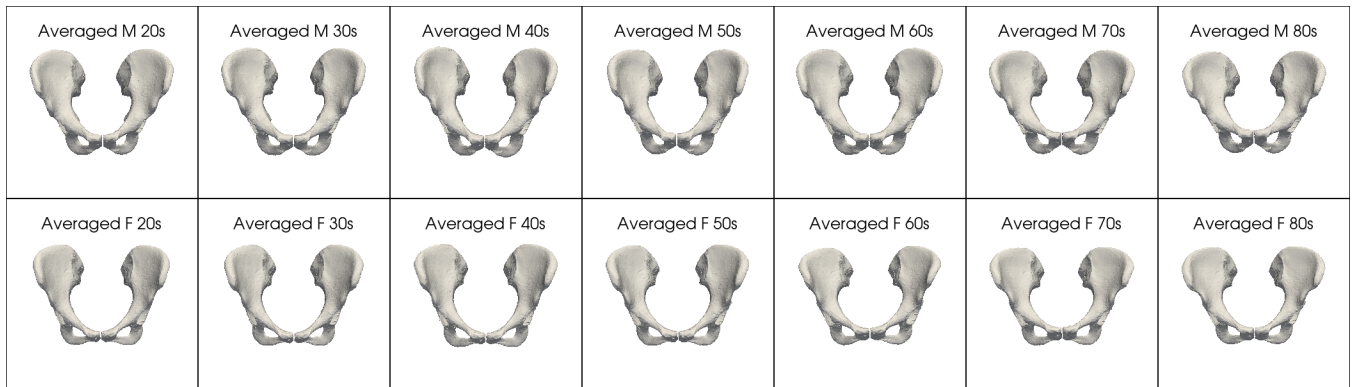 Averaged M 20s
Averaged M 30s
Averaged M 40s
Averaged M 50s
Averaged M 60s
Averaged M 70s
Averaged M 80s
Averaged F 20s
Averaged F 30s
Averaged F 40s
Averaged F 50s
Averaged F 60s
Averaged F 70s
Averaged F 80s